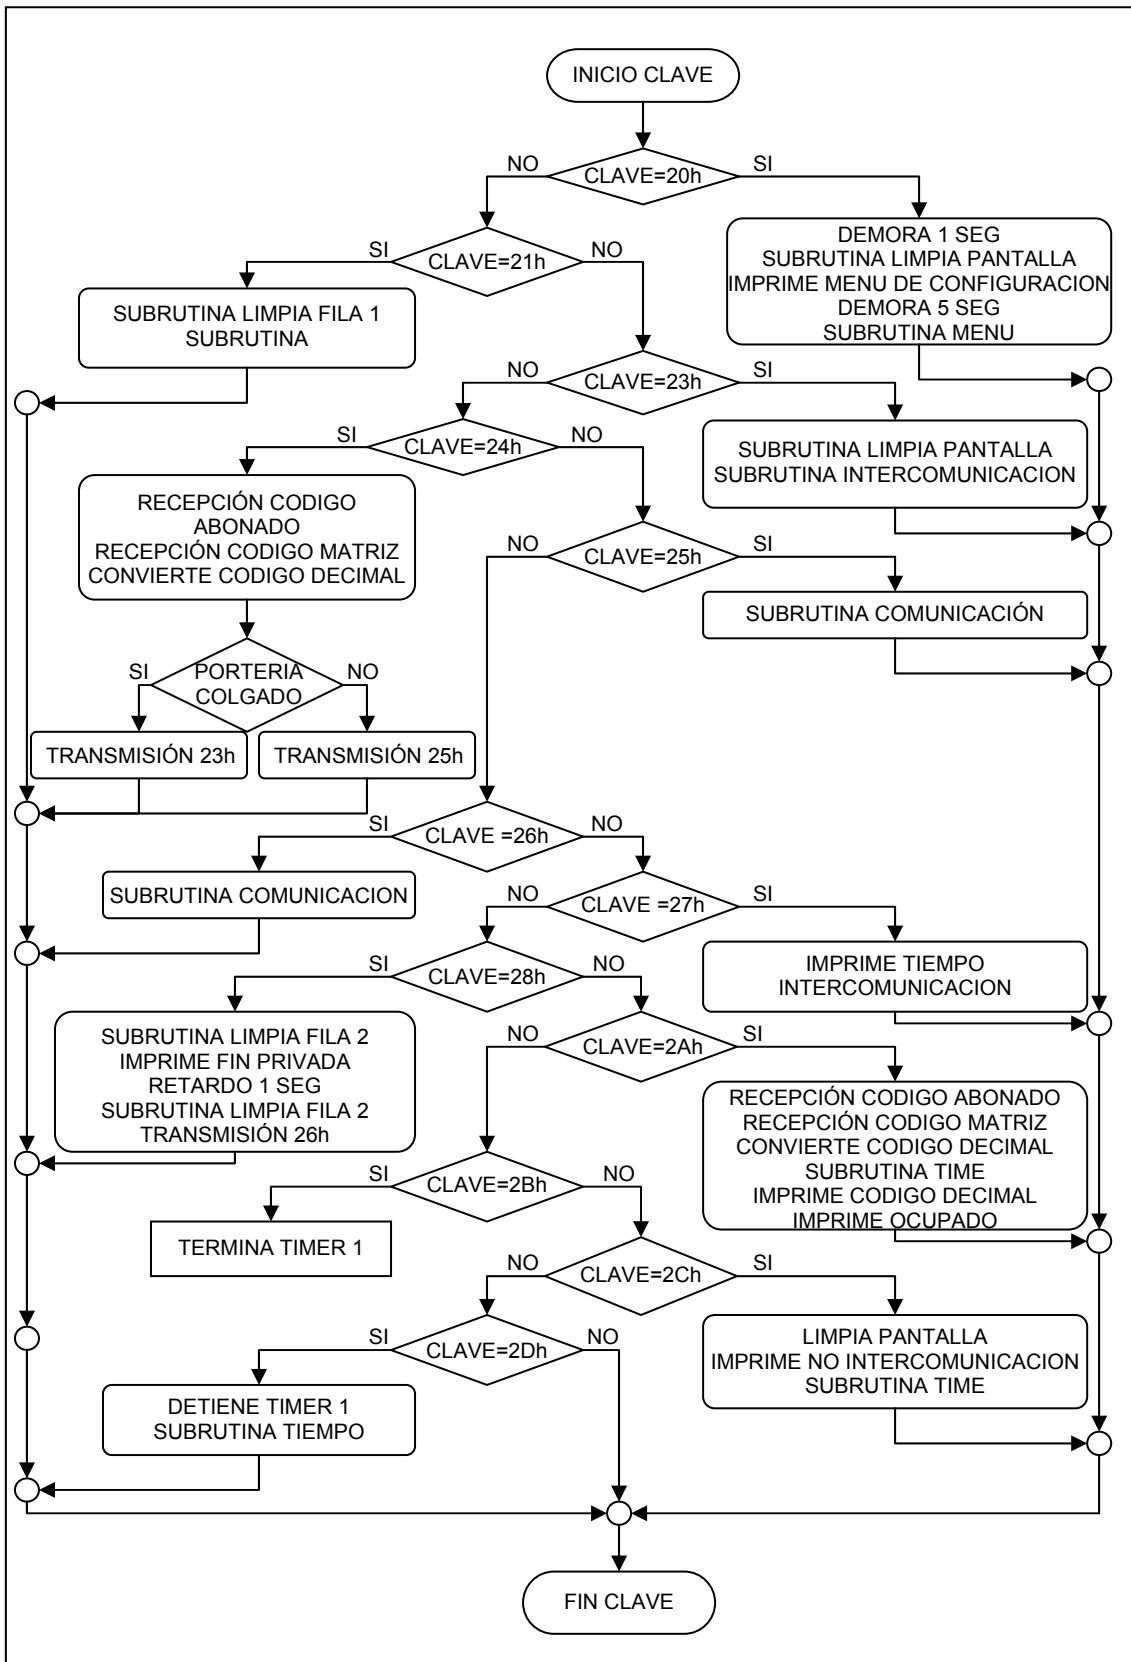 INICIO CLAVE
NO
CLAVE=20h
SI
SI
CLAVE=21h
NO
DEMORA 1 SEG
SUBRUTINA LIMPIA PANTALLA
IMPRIME MENU DE CONFIGURACION
DEMORA 5 SEG
SUBRUTINA MENU
SUBRUTINA LIMPIA FILA 1
SUBRUTINA
NO
CLAVE=23h
SI
SI
CLAVE=24h
NO
SUBRUTINA LIMPIA PANTALLA
SUBRUTINA INTERCOMUNICACION
RECEPCIÓN CODIGO
ABONADO
RECEPCIÓN CODIGO MATRIZ
CONVIERTE CODIGO DECIMAL
NO
CLAVE=25h
SI
SUBRUTINA COMUNICACIÓN
SI
PORTERIA
COLGADO
NO
TRANSMISIÓN 23h
TRANSMISIÓN 25h
SI
CLAVE =26h
NO
SUBRUTINA COMUNICACION
NO
CLAVE =27h
SI
IMPRIME TIEMPO
INTERCOMUNICACION
SI
CLAVE=28h
NO
SUBRUTINA LIMPIA FILA 2
IMPRIME FIN PRIVADA
RETARDO 1 SEG
SUBRUTINA LIMPIA FILA 2
TRANSMISIÓN 26h
NO
CLAVE=2Ah
SI
RECEPCIÓN CODIGO ABONADO
RECEPCIÓN CODIGO MATRIZ
CONVIERTE CODIGO DECIMAL
SUBRUTINA TIME
IMPRIME CODIGO DECIMAL
IMPRIME OCUPADO
SI
CLAVE=2Bh
NO
TERMINA TIMER 1
NO
CLAVE=2Ch
SI
LIMPIA PANTALLA
IMPRIME NO INTERCOMUNICACION
SUBRUTINA TIME
SI
CLAVE=2Dh
NO
DETIENE TIMER 1
SUBRUTINA TIEMPO
FIN CLAVE